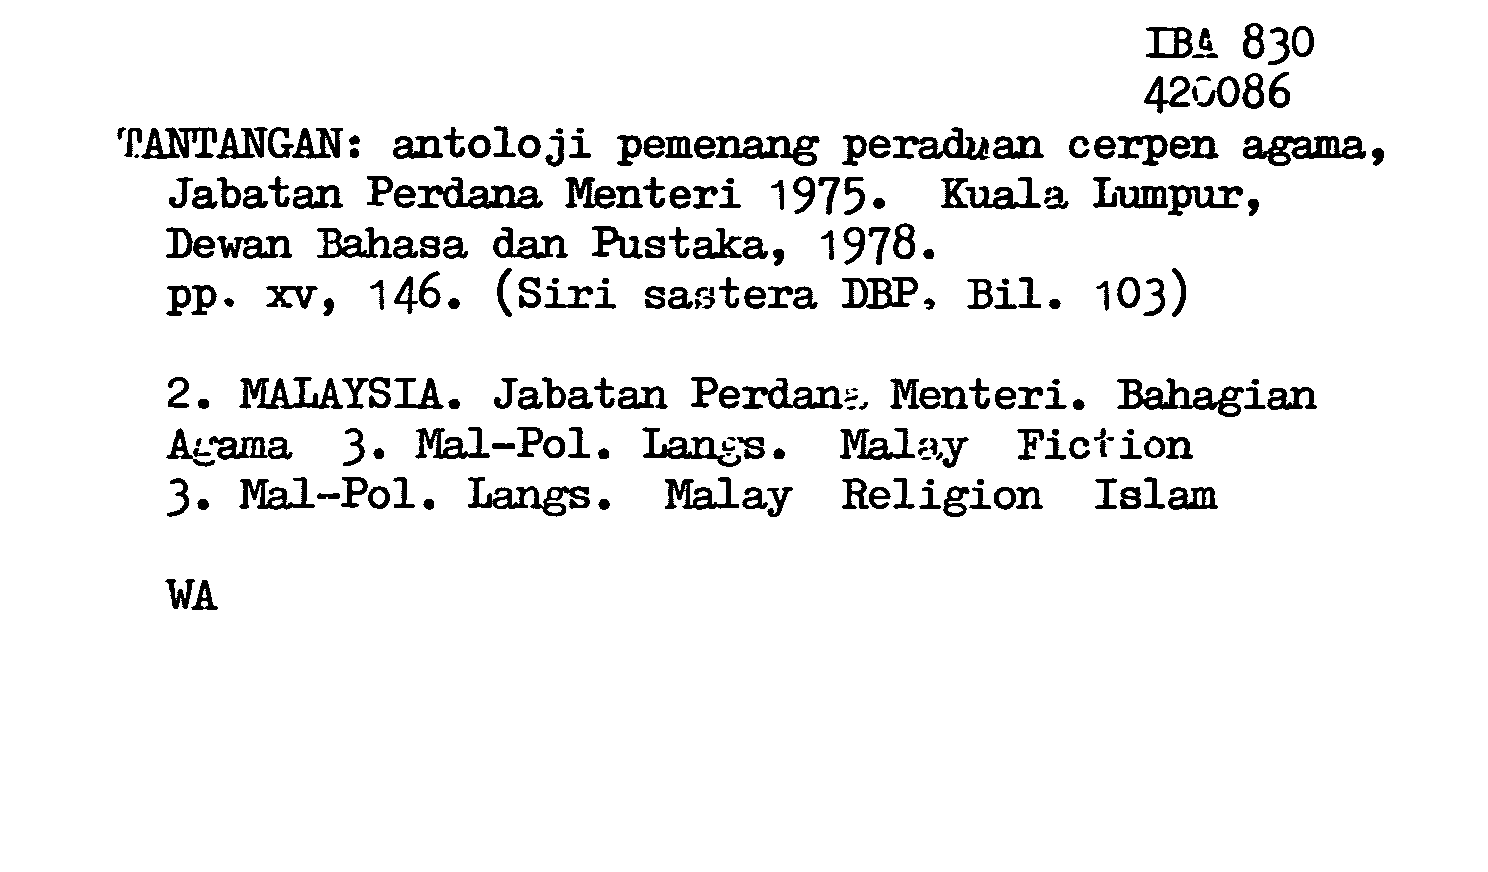 IBA 830
420086
TANTANGAN: antoloji pemenang peraduan cerpen agama,
Jabatan Perdana Menteri 1975. Kuala Lumpur,
Dewan Bahasa dan Pustaka, 1978.
pp. xv, 146. (Siri sastera DBP, Bil. 103)
2. MALAYSIA. Jabatan Perdana Menteri. Bahagian
Agama 3. Mal-Pol. Langs. Malay Fiction
3. Mal-Pol. Langs. Malay Religion Islam
WA